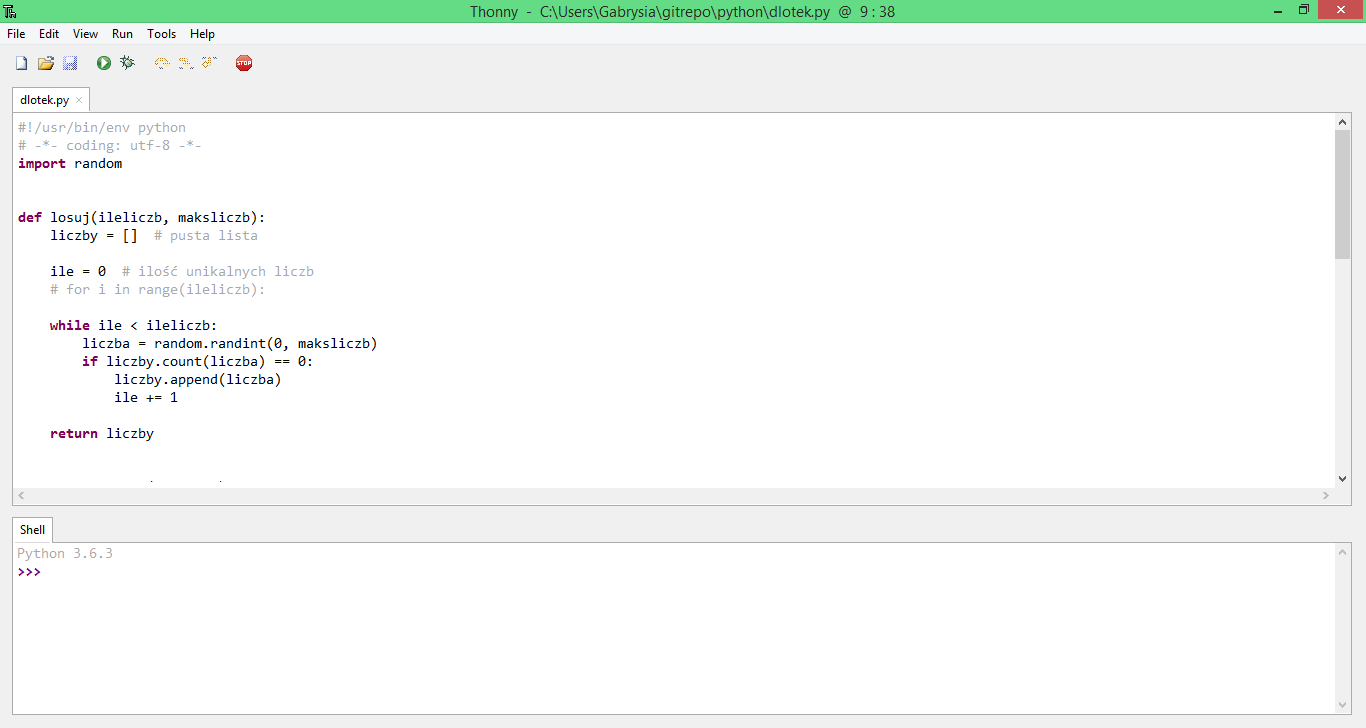 Thonny - C:\Users\Gabrysia\gitrepo\python\dlotek.py @ 9 : 38
File Edit View Run Tools Help
STOP
dlotek.py ×
#!/usr/bin/env python
# -*- coding: utf-8 -*-
import random
def losuj(ileliczb, maksliczb):
    liczby = []  # pusta lista
    ile = 0  # ilość unikalnych liczb
    # for i in range(ileliczb):
    while ile < ileliczb:
        liczba = random.randint(0, maksliczb)
        if liczby.count(liczba) == 0:
            liczby.append(liczba)
            ile += 1
    return liczby
Shell
Python 3.6.3
>>>